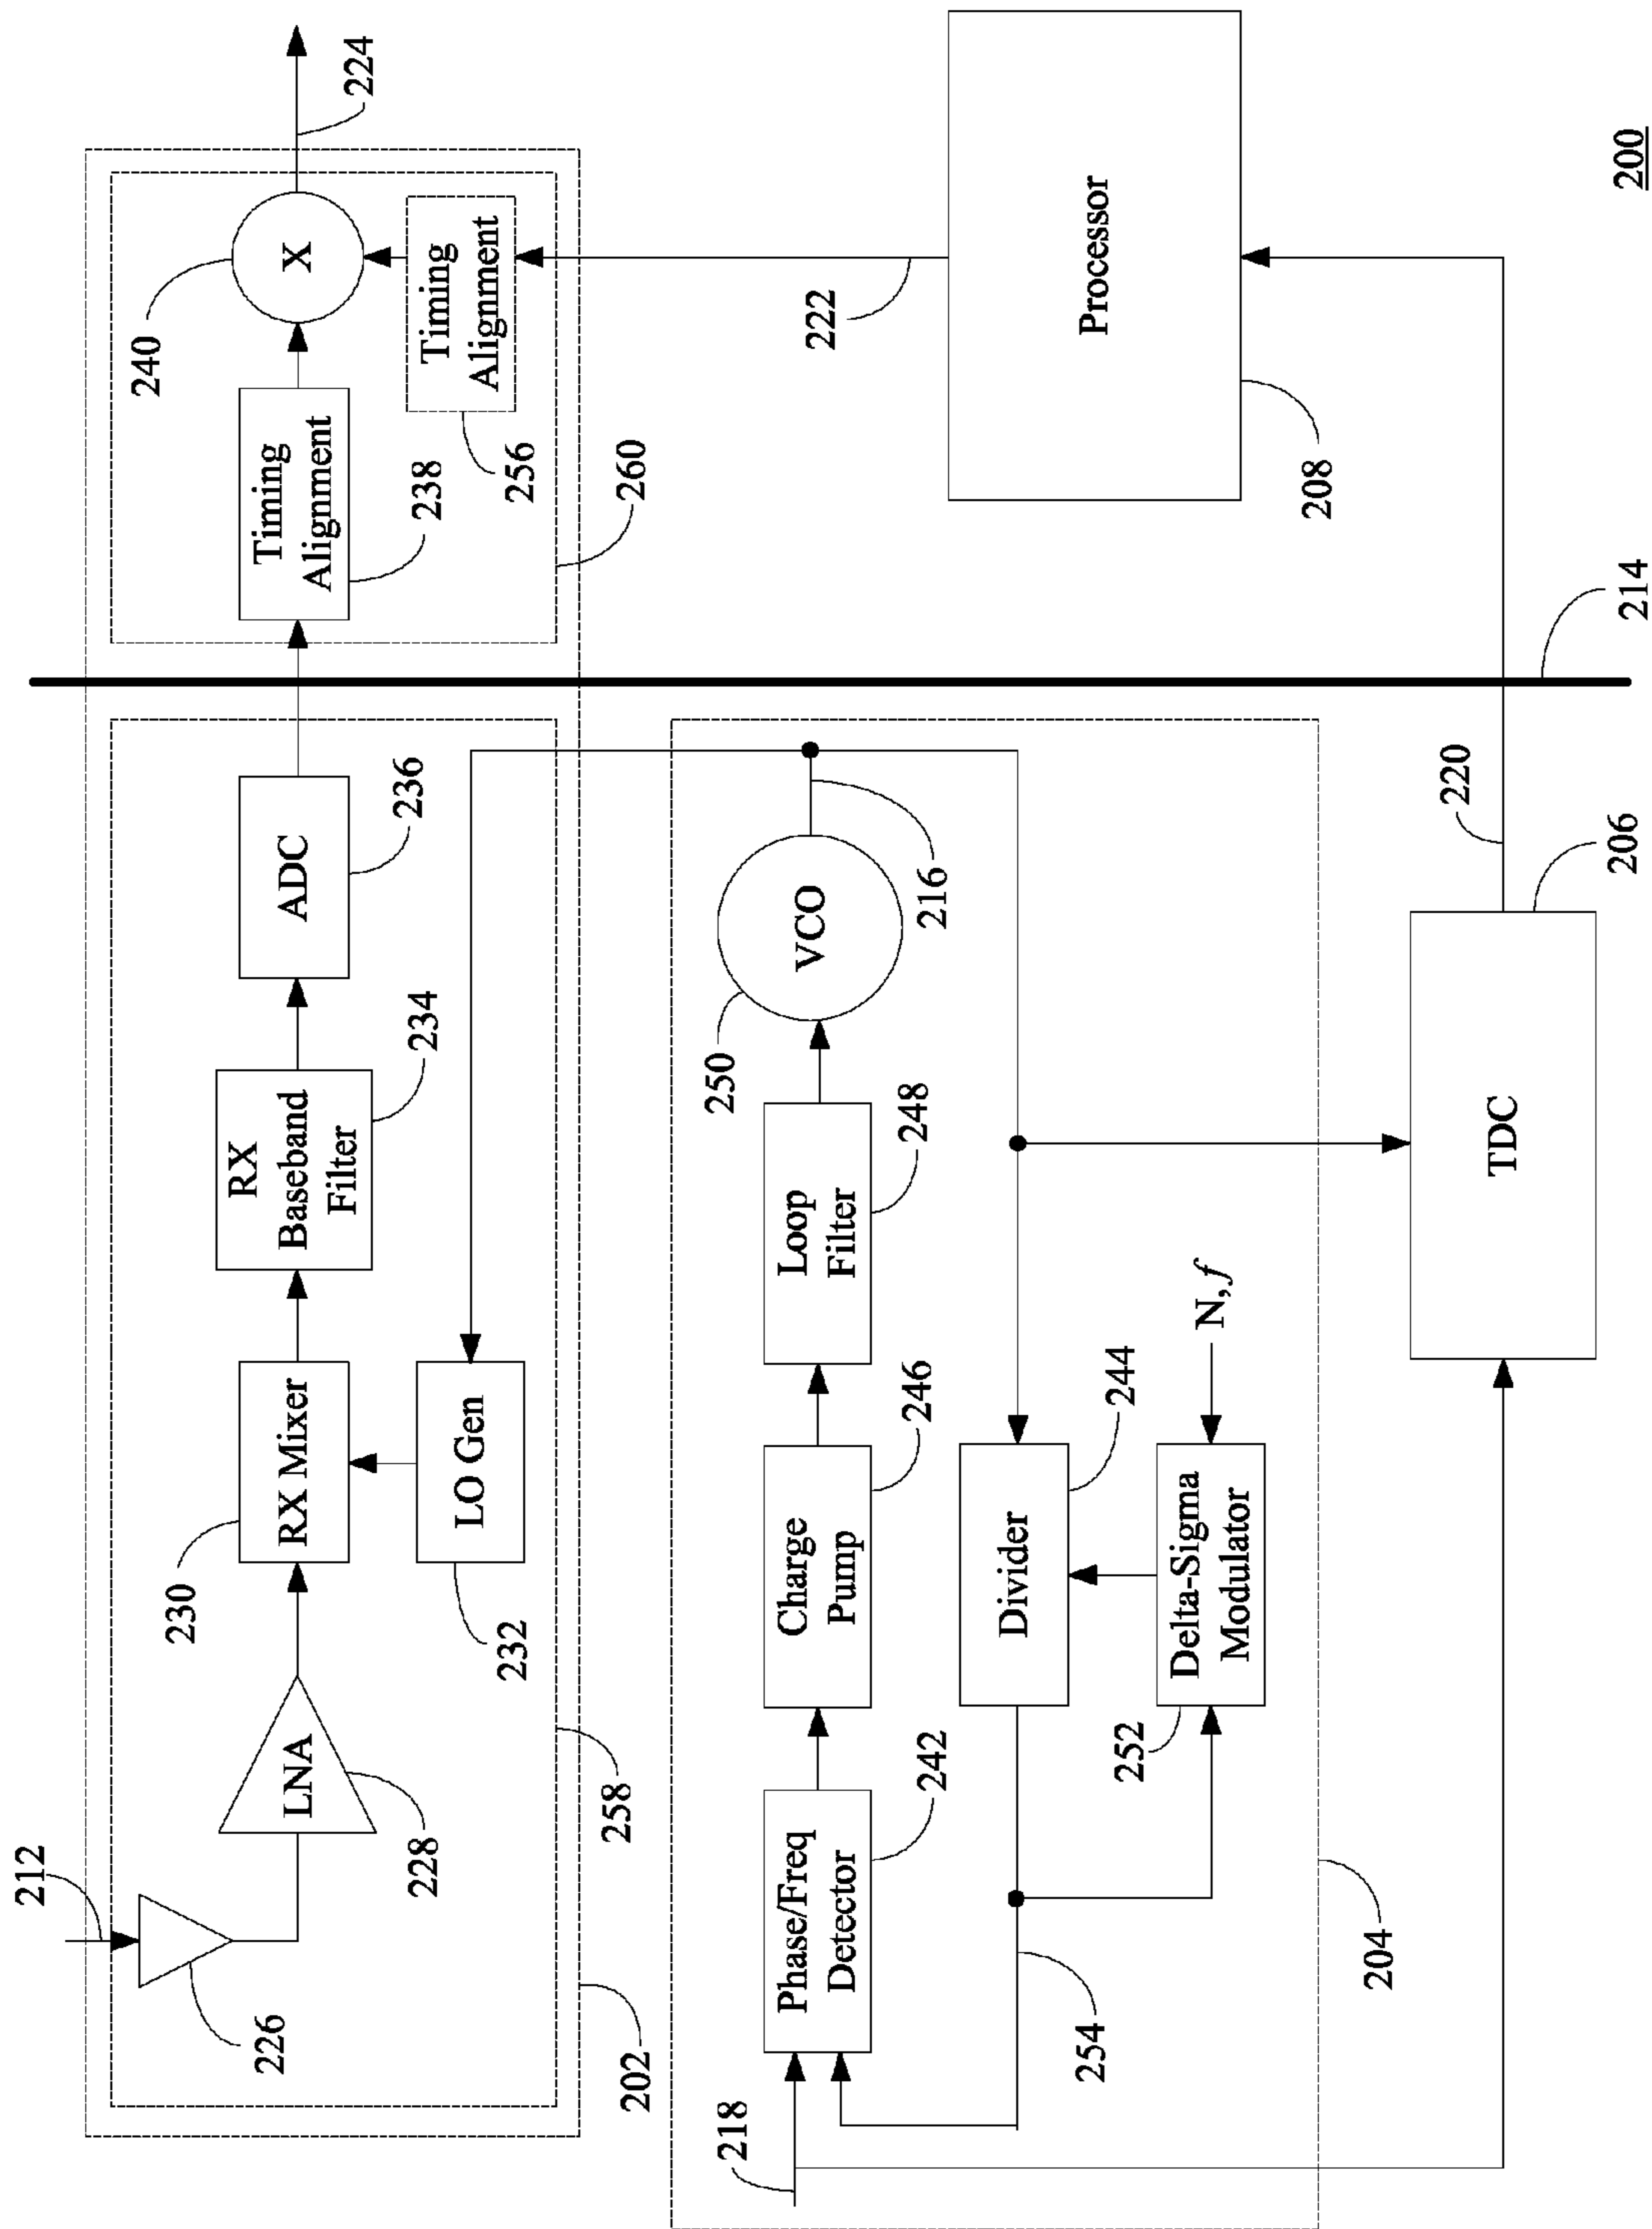 212
226
LNA
228
230
RX Mixer
LO Gen
232
RX
Baseband
Filter
234
ADC
236
258
202
Timing
Alignment
238
240
X
Timing
Alignment
256
260
224
222
Processor
208
214
218
Phase/Freq
Detector
242
Charge
Pump
246
Loop
Filter
248
250
VCO
216
Divider
244
Delta-Sigma
Modulator
252
N,f
254
204
TDC
206
220
200